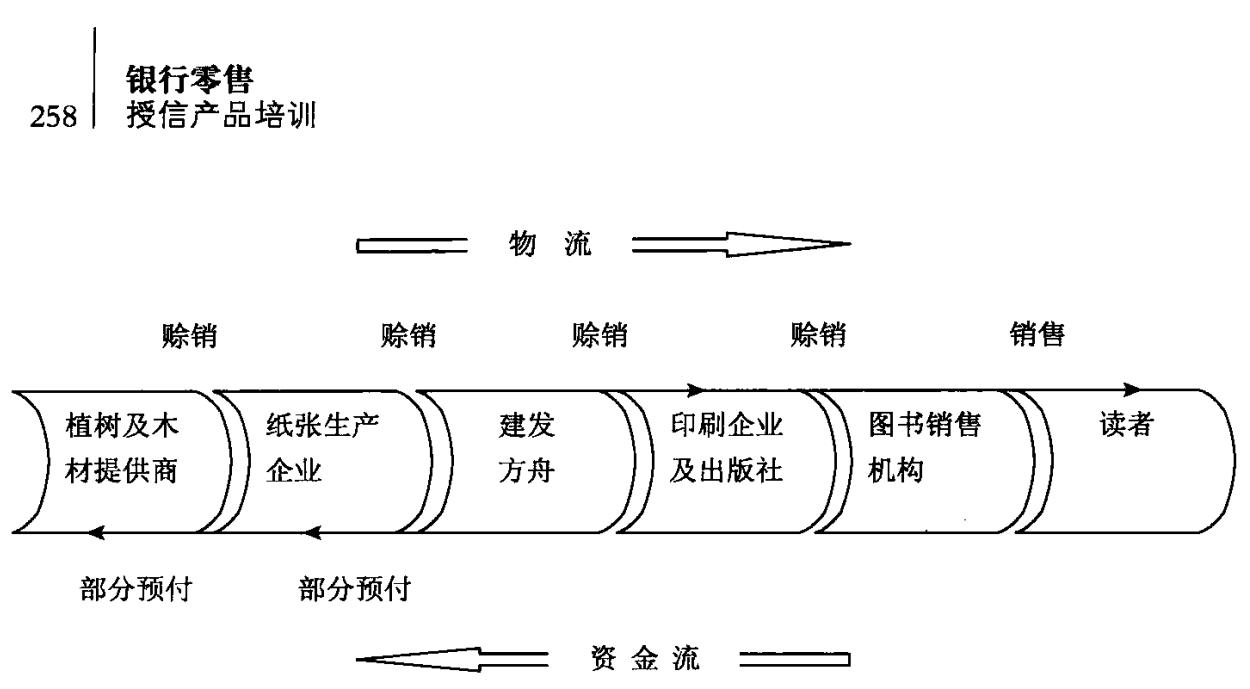 银行零售
258 授信产品培训
物 流
赊销 赊销 赊销 赊销 销售
植树及木 纸张生产 建发 印刷企业 图书销售 读者
材提供商 企业 方舟 及出版社 机构
部分预付 部分预付
资金流